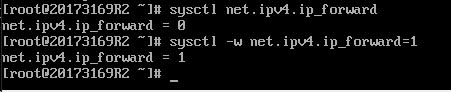 [root@20173169R2 ~]# sysctl net.ipv4.ip_forward
net.ipv4.ip_forward = 0
[root@20173169R2 ~]# sysctl -w net.ipv4.ip_forward=1
net.ipv4.ip_forward = 1
[root@20173169R2 ~]# _